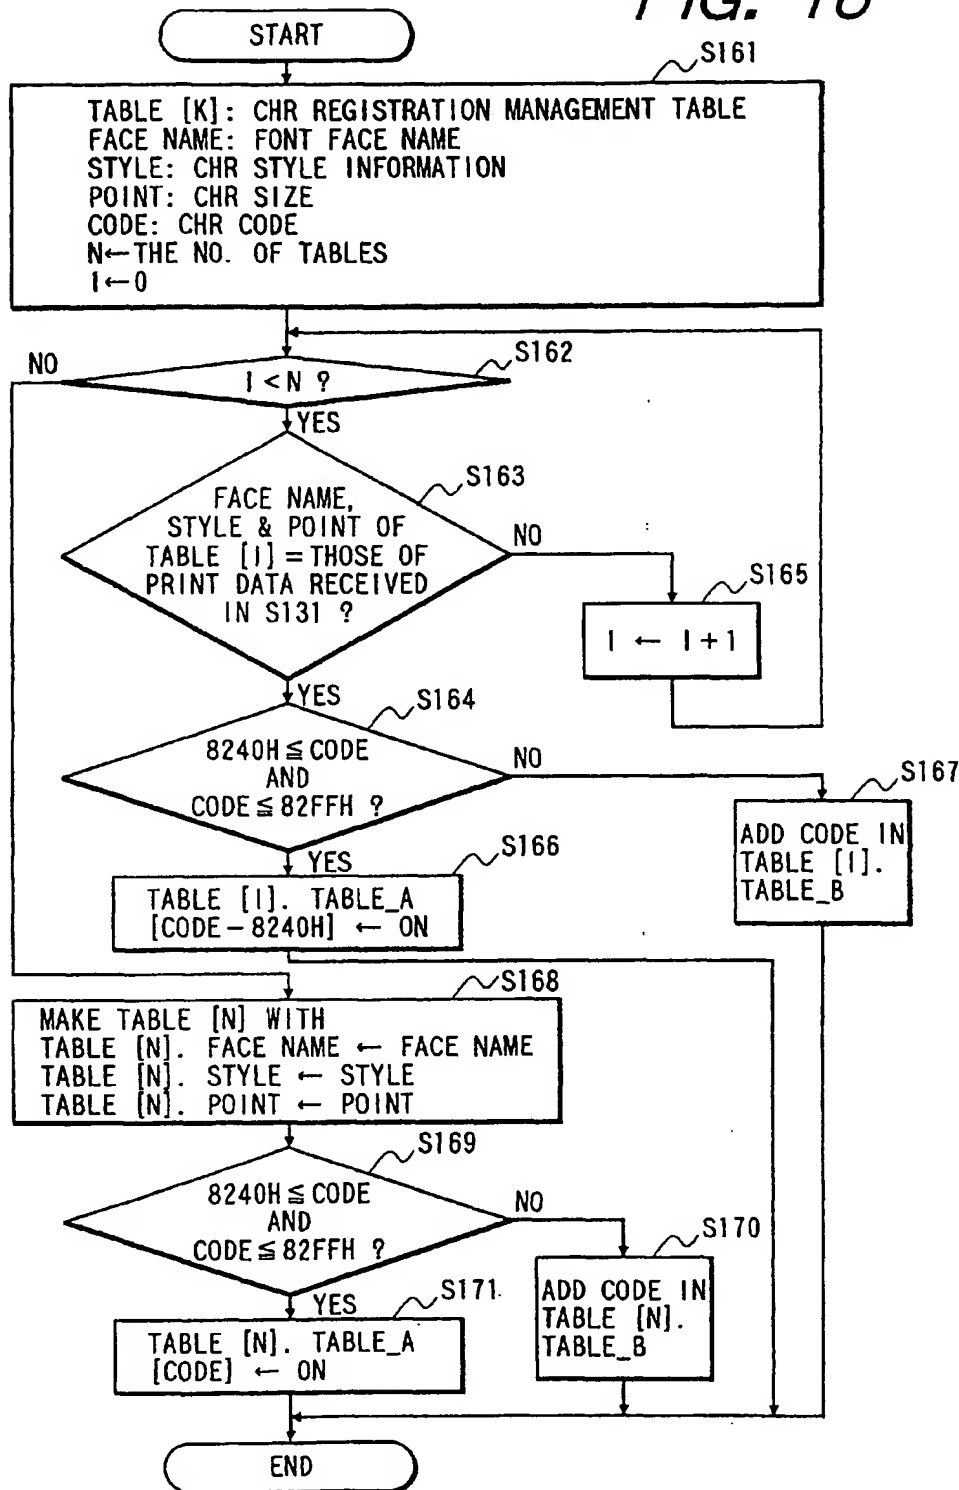 FIG. 16
START
S161
TABLE [K]: CHR REGISTRATION MANAGEMENT TABLE
FACE NAME: FONT FACE NAME
STYLE: CHR STYLE INFORMATION
POINT: CHR SIZE
CODE: CHR CODE
N←THE NO. OF TABLES
I←0
S162
NO
I < N ?
YES
S163
FACE NAME,
STYLE & POINT OF
TABLE [I] = THOSE OF
PRINT DATA RECEIVED
IN S131 ?
NO
S165
I ← I+1
YES
S164
8240H ≦ CODE
AND
CODE ≦ 82FFH ?
NO
S167
ADD CODE IN
TABLE [I].
TABLE_B
YES
S166
TABLE [I]. TABLE_A
[CODE-8240H] ← ON
S168
MAKE TABLE [N] WITH
TABLE [N]. FACE NAME ← FACE NAME
TABLE [N]. STYLE ← STYLE
TABLE [N]. POINT ← POINT
S169
8240H ≦ CODE
AND
CODE ≦ 82FFH ?
NO
S170
ADD CODE IN
TABLE [N].
TABLE_B
YES
S171
TABLE [N]. TABLE_A
[CODE] ← ON
END